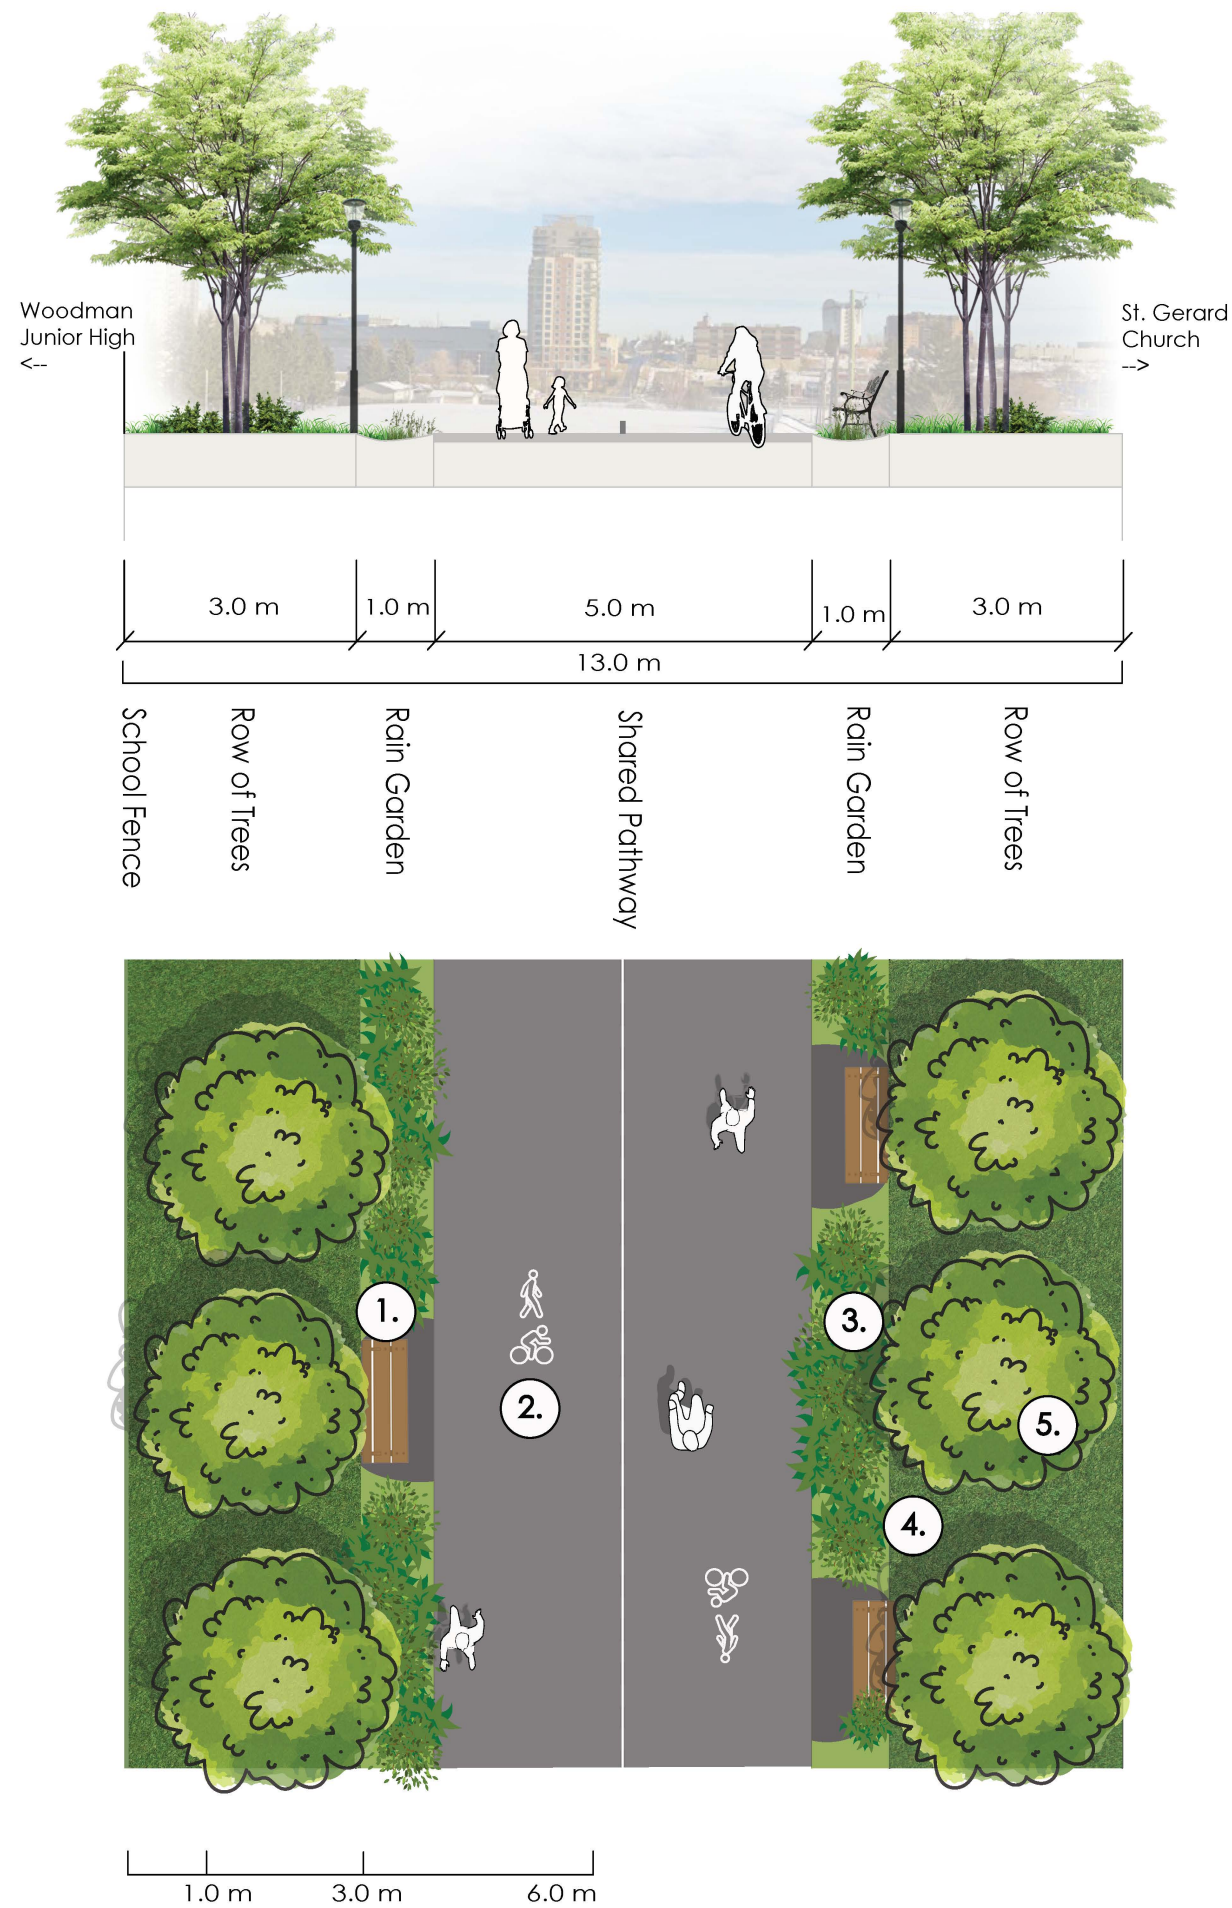 Woodman
Junior High
<--
St. Gerard
Church
-->
3.0 m
1.0 m
5.0 m
1.0 m
3.0 m
13.0 m
School Fence
Row of Trees
Rain Garden
Shared Pathway
Rain Garden
Row of Trees
1.
3.
2.
5.
4.
1.0 m
3.0 m
6.0 m